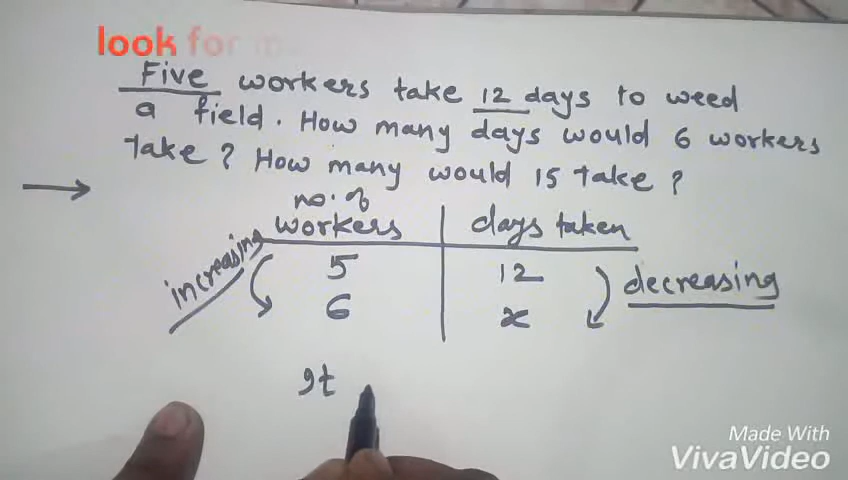 look for m
Five workers take 12 days to weed
a field. How many days would 6 workers
take? How many would 15 take?
no. of
workers days taken
increasing 5 12 decreasing
6 x
It
Made With
VivaVideo